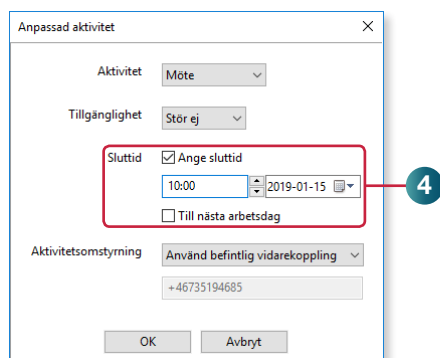 Anpassad aktivitet
Aktivitet Möte
Tillgänglighet Stör ej
Sluttid Ange sluttid
10:00 2019-01-15
Till nästa arbetsdag
4
Aktivitetsomstyrning Använd befintlig vidarekoppling
+46735194685
OK Avbryt